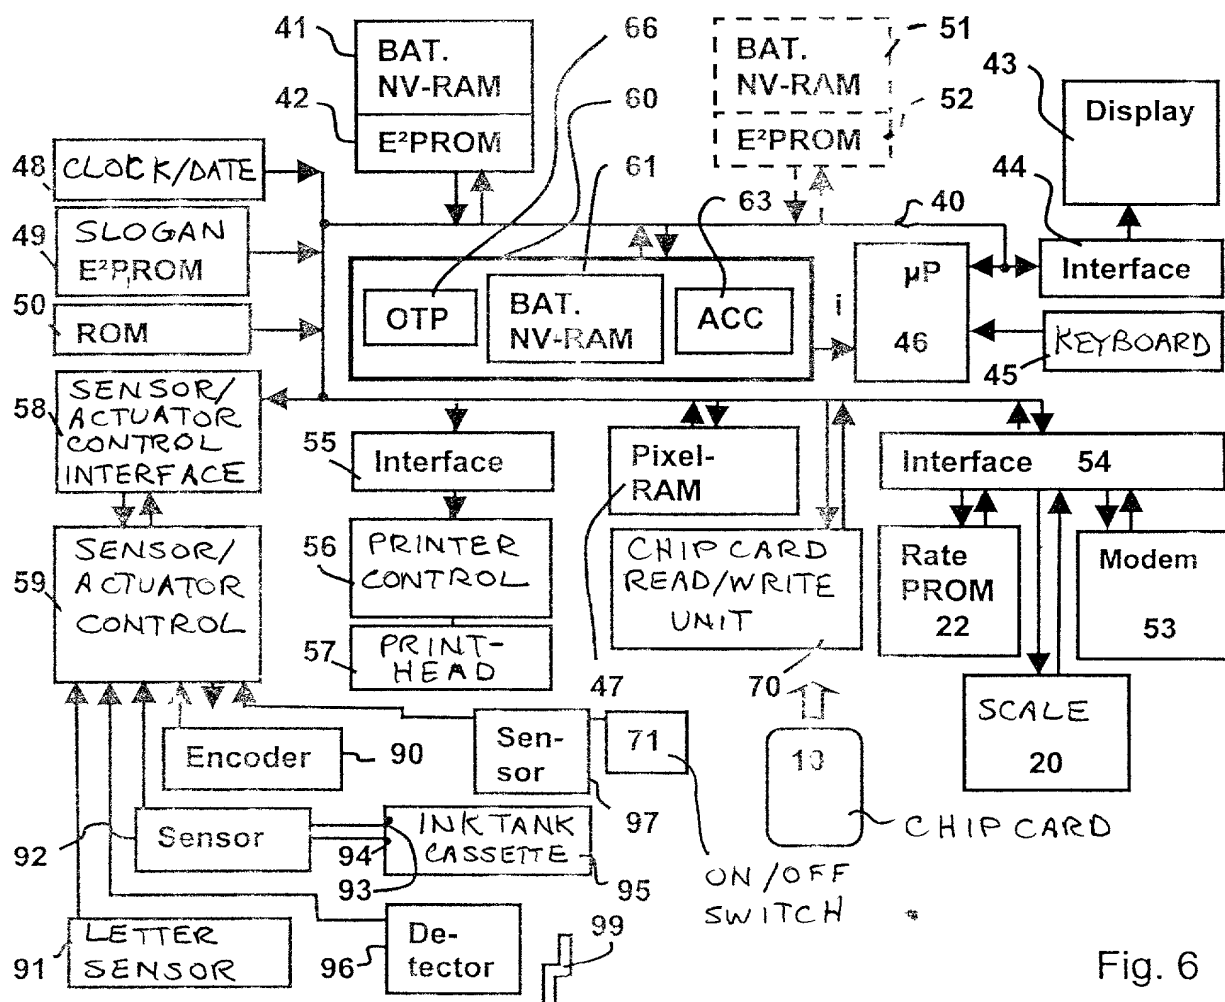 41
66
51
BAT.
NV-RAM
BAT.
NV-RAM
43
42
60
52
Display
E²PROM
E²PROM
CLOCK/DATE
48
61
44
63
40
SLOGAN
E²PROM
49
µP
Interface
OTP
BAT.
NV-RAM
ACC
i
50
ROM
46
KEYBOARD
45
SENSOR/
ACTUATOR
CONTROL
INTERFACE
58
55
Interface
Pixel-
RAM
Interface 54
SENSOR/
ACTUATOR
CONTROL
59
56
PRINTER
CONTROL
CHIP CARD
READ/WRITE
UNIT
Rate
PROM
22
Modem
53
57
PRINT-
HEAD
47
70
SCALE
20
Encoder
90
Sen-
sor
71
97
CHIP CARD
92
Sensor
94
93
INK TANK
CASSETTE
95
ON/OFF
SWITCH
91
LETTER
SENSOR
96
De-
tector
99
Fig. 6